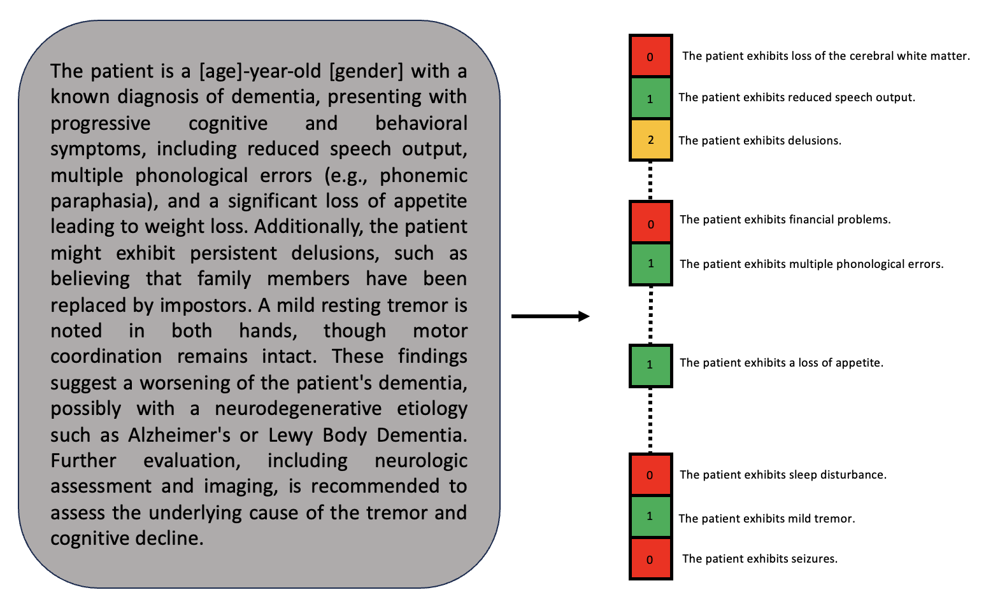 The patient is a [age]-year-old [gender] with a
known diagnosis of dementia, presenting with
progressive cognitive and behavioral
symptoms, including reduced speech output,
multiple phonological errors (e.g., phonemic
paraphasia), and a significant loss of appetite
leading to weight loss. Additionally, the patient
might exhibit persistent delusions, such as
believing that family members have been
replaced by impostors. A mild resting tremor is
noted in both hands, though motor
coordination remains intact. These findings
suggest a worsening of the patient's dementia,
possibly with a neurodegenerative etiology
such as Alzheimer's or Lewy Body Dementia.
Further evaluation, including neurologic
assessment and imaging, is recommended to
assess the underlying cause of the tremor and
cognitive decline.
0 The patient exhibits loss of the cerebral white matter.
1 The patient exhibits reduced speech output.
2 The patient exhibits delusions.
0 The patient exhibits financial problems.
1 The patient exhibits multiple phonological errors.
1 The patient exhibits a loss of appetite.
0 The patient exhibits sleep disturbance.
1 The patient exhibits mild tremor.
0 The patient exhibits seizures.